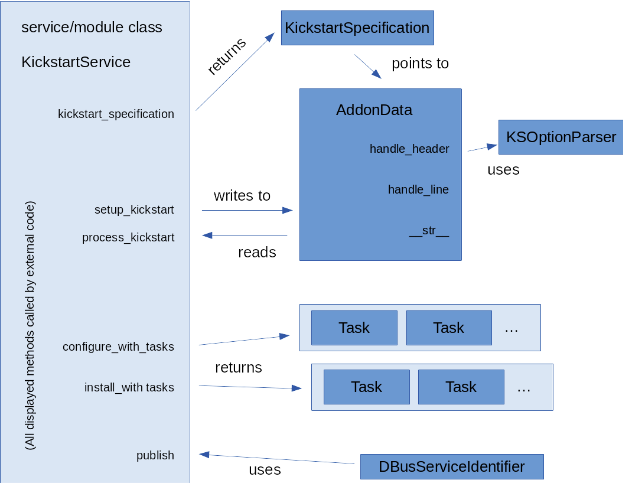 service/module class
KickstartService
kickstart_specification
setup_kickstart
process_kickstart
configure_with_tasks
install_with tasks
publish
(All displayed methods called by external code)
returns
KickstartSpecification
points to
AddonData
handle_header
handle_line
__str__
KSOptionParser
uses
writes to
reads
Task
Task
...
returns
Task
Task
...
DBusServiceIdentifier
uses